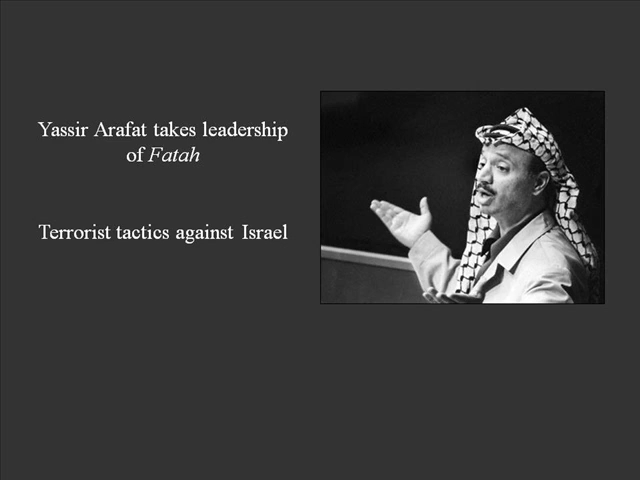 Yassir Arafat takes leadership
of Fatah
Terrorist tactics against Israel